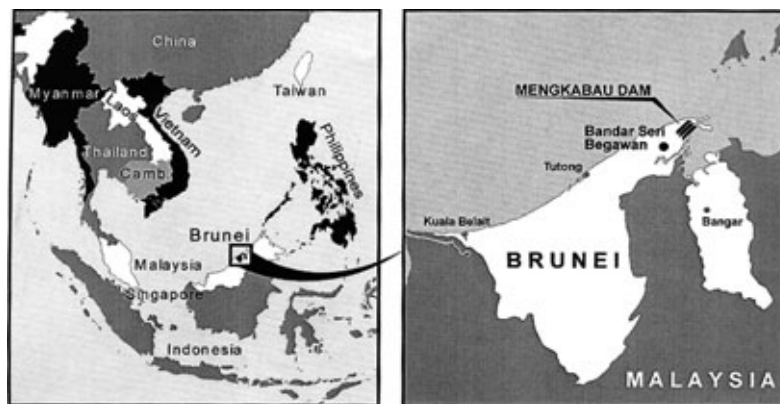 China
Taiwan
Myanmar
Laos
Vietnam
Thailand
Camb.
Philippines
Brunei
Malaysia
Singapore
Indonesia
MENGKABAU DAM
Bandar Seri
Begawan
Tutong
Kuala Belait
Bangar
BRUNEI
MALAYSIA